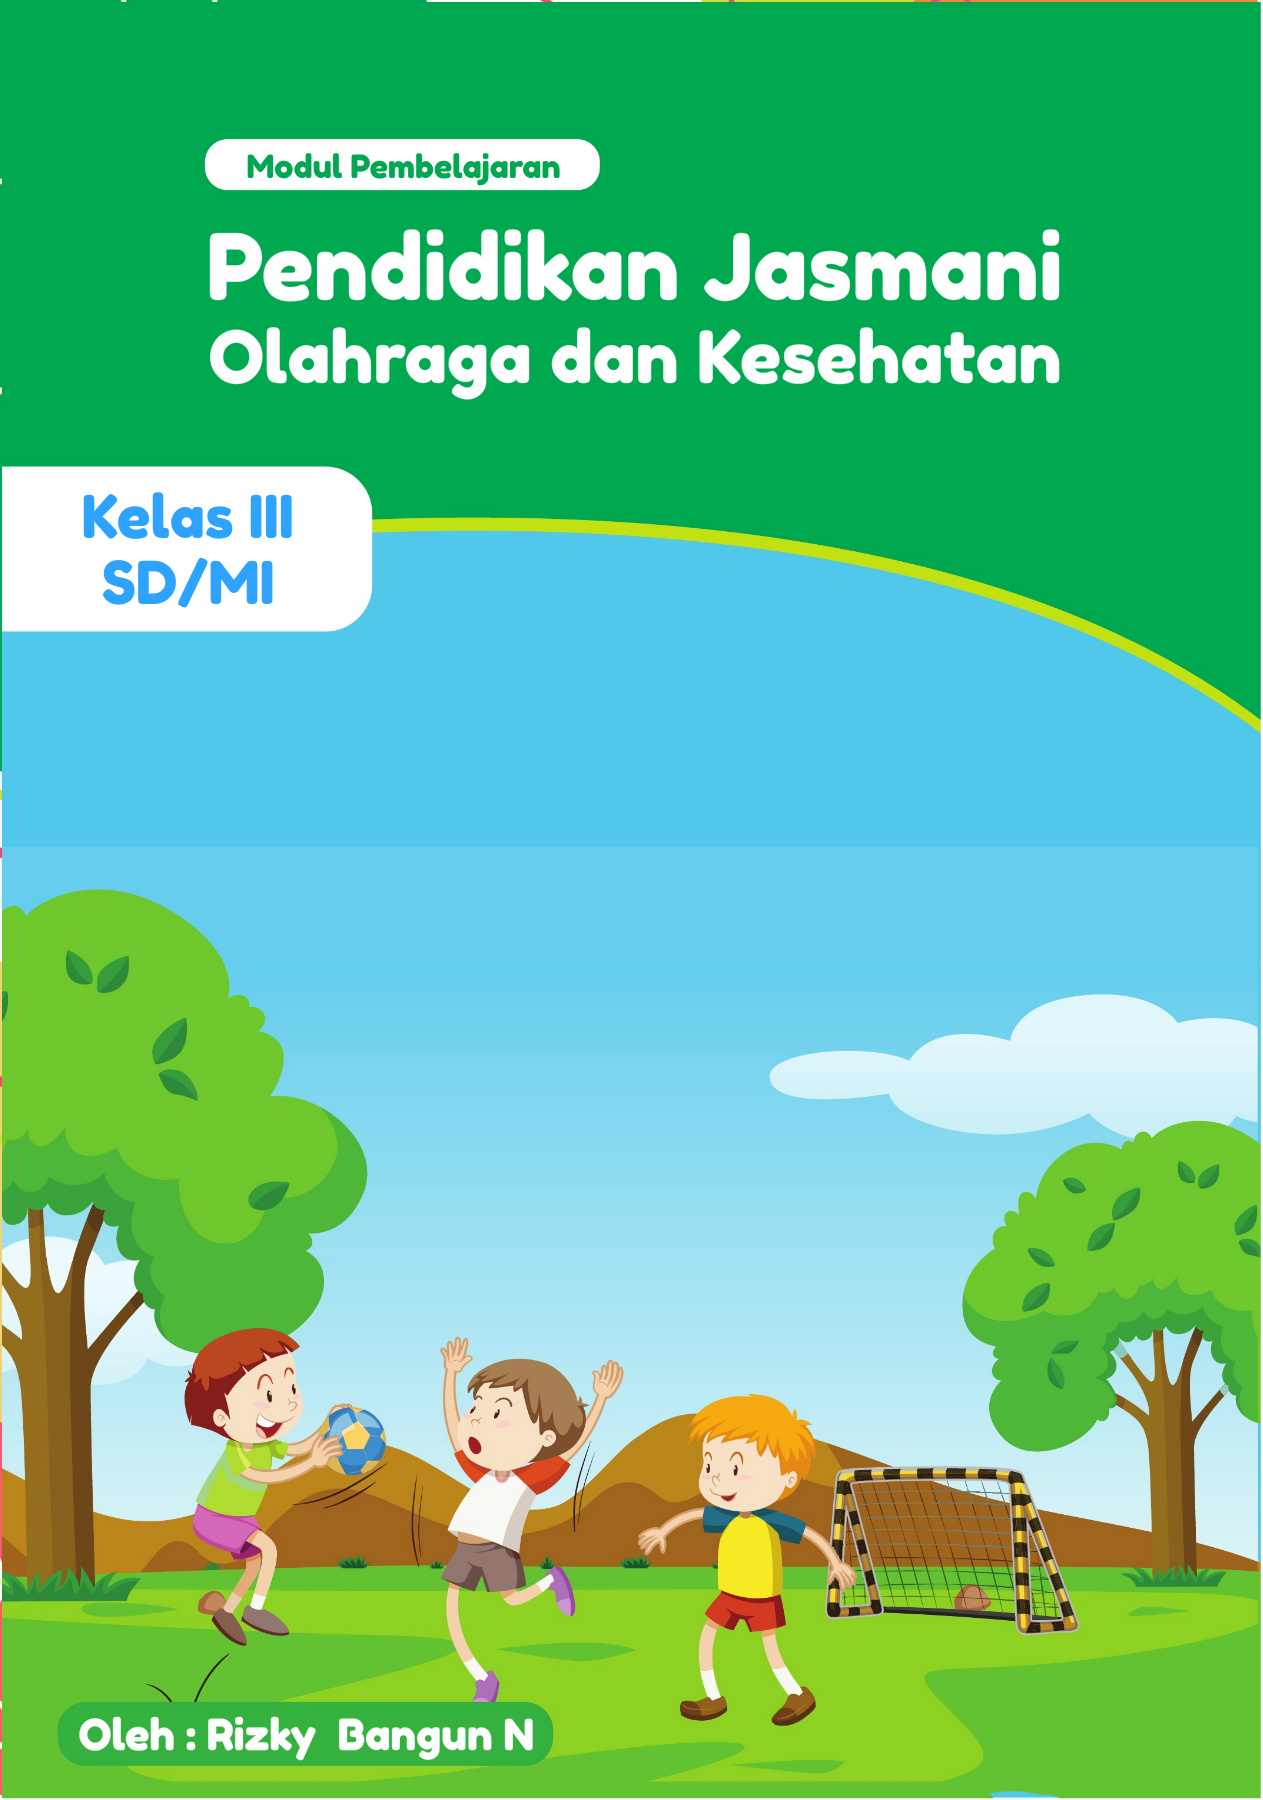 Modul Pembelajaran
Pendidikan Jasmani
Olahraga dan Kesehatan
Kelas III
SD/MI
Oleh : Rizky Bangun N